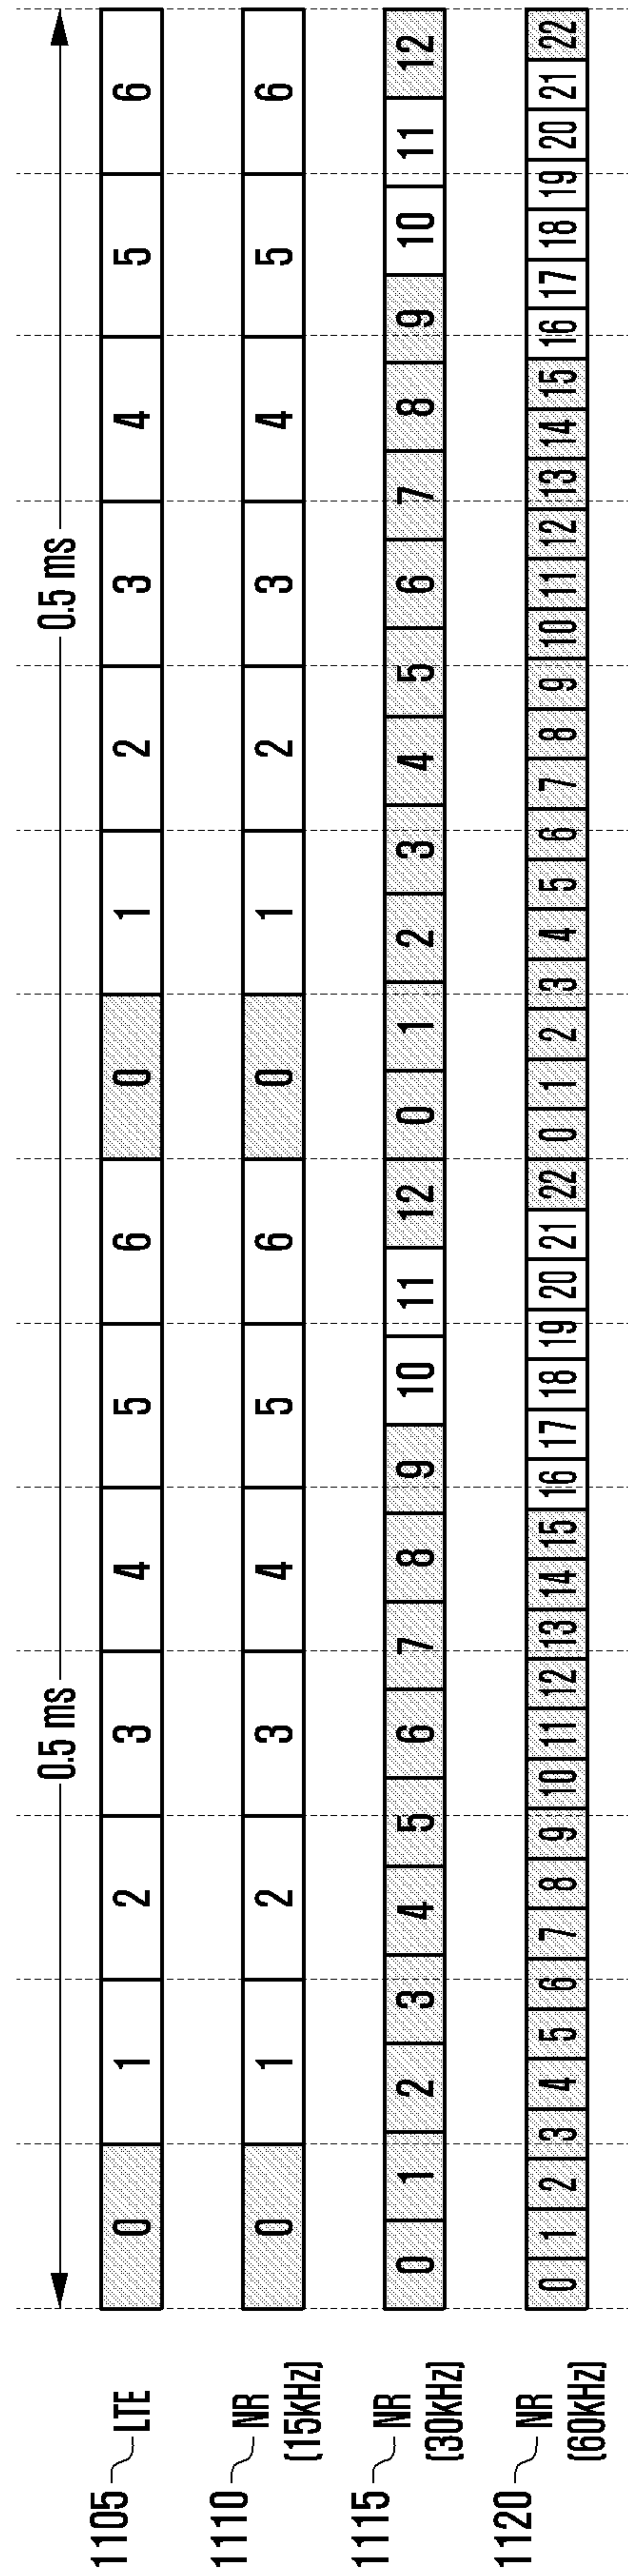 0.5 ms 0.5 ms
1105 LTE 0 1 2 3 4 5 6 0 1 2 3 4 5 6
1110 NR (15KHz) 0 1 2 3 4 5 6 0 1 2 3 4 5 6
1115 NR (30KHz) 0 1 2 3 4 5 6 7 8 9 10 11 12 0 1 2 3 4 5 6 7 8 9 10 11 12
1120 NR (60KHz) 0 1 2 3 4 5 6 7 8 9 10 11 12 13 14 15 16 17 18 19 20 21 22 0 1 2 3 4 5 6 7 8 9 10 11 12 13 14 15 16 17 18 19 20 21 22